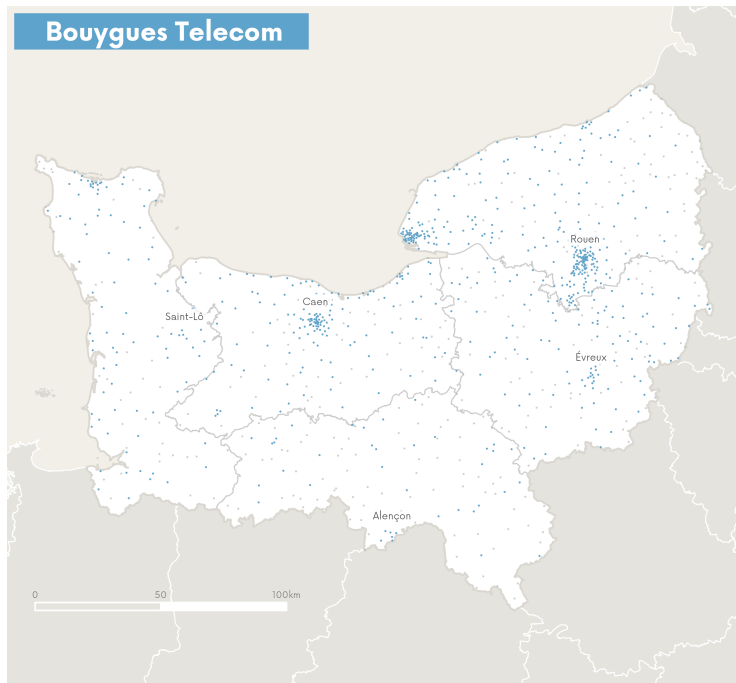 Bouygues Telecom
Rouen
Caen
Saint-Lô
Évreux
Alençon
0 50 100km